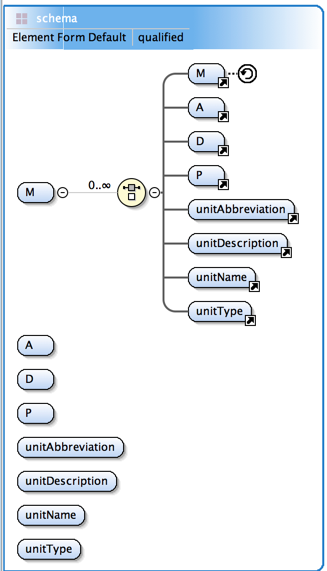 schema
Element Form Default qualified
M
A
D
0..∞
M
P
unitAbbreviation
unitDescription
unitName
unitType
A
D
P
unitAbbreviation
unitDescription
unitName
unitType